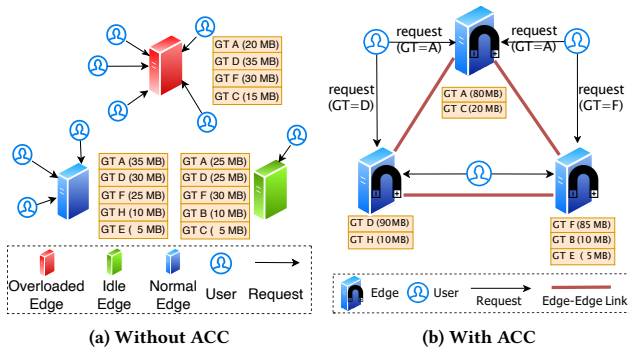 GT A (20 MB)
GT D (35 MB)
GT F (30 MB)
GT C (15 MB)
GT A (35 MB)
GT D (30 MB)
GT F (25 MB)
GT H (10 MB)
GT E ( 5 MB)
GT A (25 MB)
GT D (25 MB)
GT F (30 MB)
GT B (10 MB)
GT C ( 5 MB)
Overloaded
Edge
Idle
Edge
Normal
Edge
User
Request
(a) Without ACC
request
(GT=A)
request
(GT=A)
request
(GT=D)
request
(GT=F)
GT A (80MB)
GT C (20 MB)
GT D (90MB)
GT H (10MB)
GT F (85 MB)
GT B (10 MB)
GT E ( 5 MB)
Edge
User
Request
Edge-Edge Link
(b) With ACC